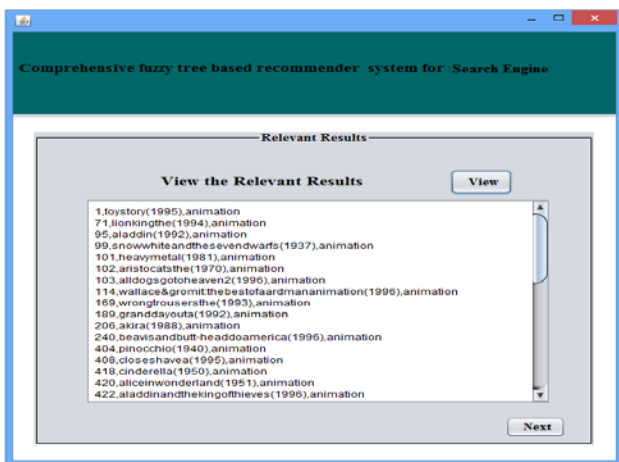 Comprehensive fuzzy tree based recommender system for :Search Engine
Relevant Results
View the Relevant Results
View
1,toystory(1995),animation
71,lionkingthe(1994),animation
95,aladdin(1992),animation
99,snowwhiteandthesevendwarfs(1937),animation
101,heavymetal(1981),animation
102,aristocatsthe(1970),animation
103,alldogsgotoheaven2(1996),animation
114,wallace&gromit:thebestofaardmananimation(1996),animation
169,wrongtrousersthe(1993),animation
189,granddayouta(1992),animation
206,akira(1988),animation
240,beavisandbutt-headdoamerica(1996),animation
404,pinocchio(1940),animation
408,closeshavea(1995),animation
418,cinderella(1950),animation
420,aliceinwonderland(1951),animation
422,aladdinandthekingofthieves(1996),animation
Next